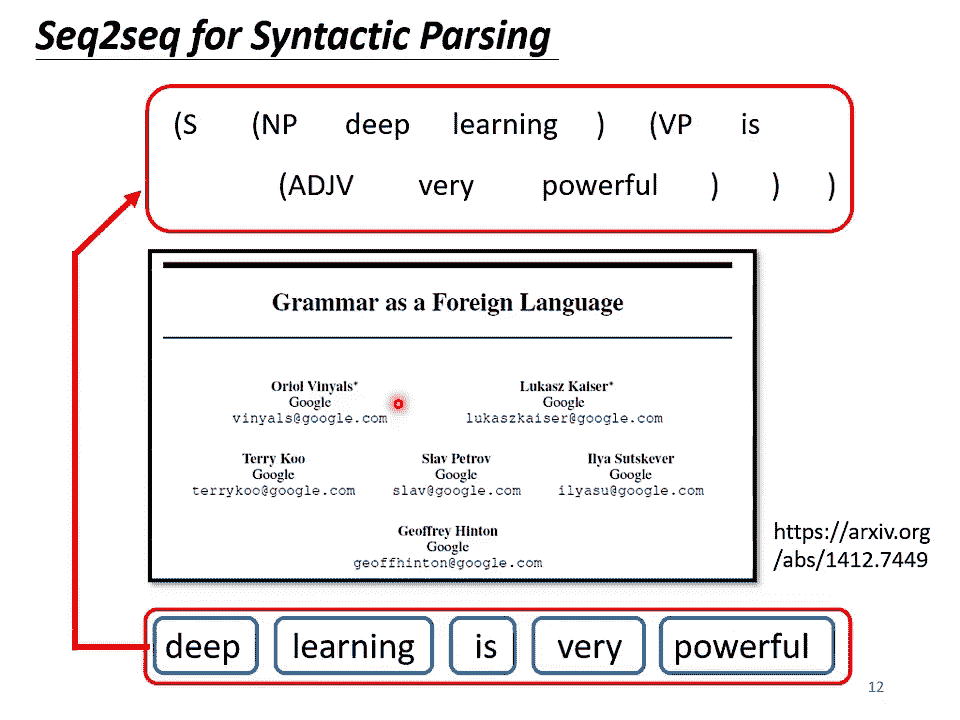 Seq2seq for Syntactic Parsing
(S (NP deep learning ) (VP is
(ADJV very powerful ) ) )
Grammar as a Foreign Language
Oriol Vinyals* Lukasz Kaiser*
Google Google
vinyals@google.com lukaszkaiser@google.com
Terry Koo Slav Petrov Ilya Sutskever
Google Google Google
terrykoo@google.com slav@google.com ilyasu@google.com
Geoffrey Hinton
Google
geoffhinton@google.com
https://arxiv.org
/abs/1412.7449
deep learning is very powerful
12